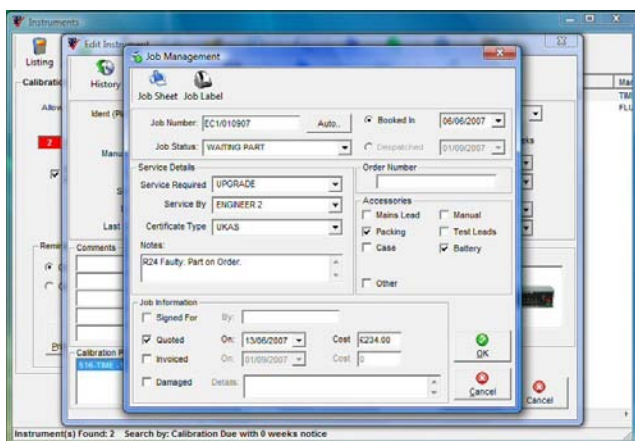 Instruments
Edit Instrument
Job Management
Listing
History
Job Sheet Job Label
Calibratio
Job Number: EC1/010907 Auto.. Booked In 06/06/2007
Job Status: WAITING PART Despatched 01/09/2007
Service Details
Order Number
Service Required UPGRADE
Service By ENGINEER 2
Certificate Type UKAS
Notes:
R24 Faulty. Part on Order.
Accessories
Mains Lead Manual
Packing Test Leads
Case Battery
Other
Job Information
Signed For By:
Quoted On: 13/06/2007 Cost £234.00
Invoiced On: 01/09/2007 Cost 0
Damaged Details:
OK
Cancel
Cancel
Ident (Pl
Manu
Last
Comments
Calibration P
2
Instrument(s) Found: 2 Search by: Calibration Due with 0 weeks notice